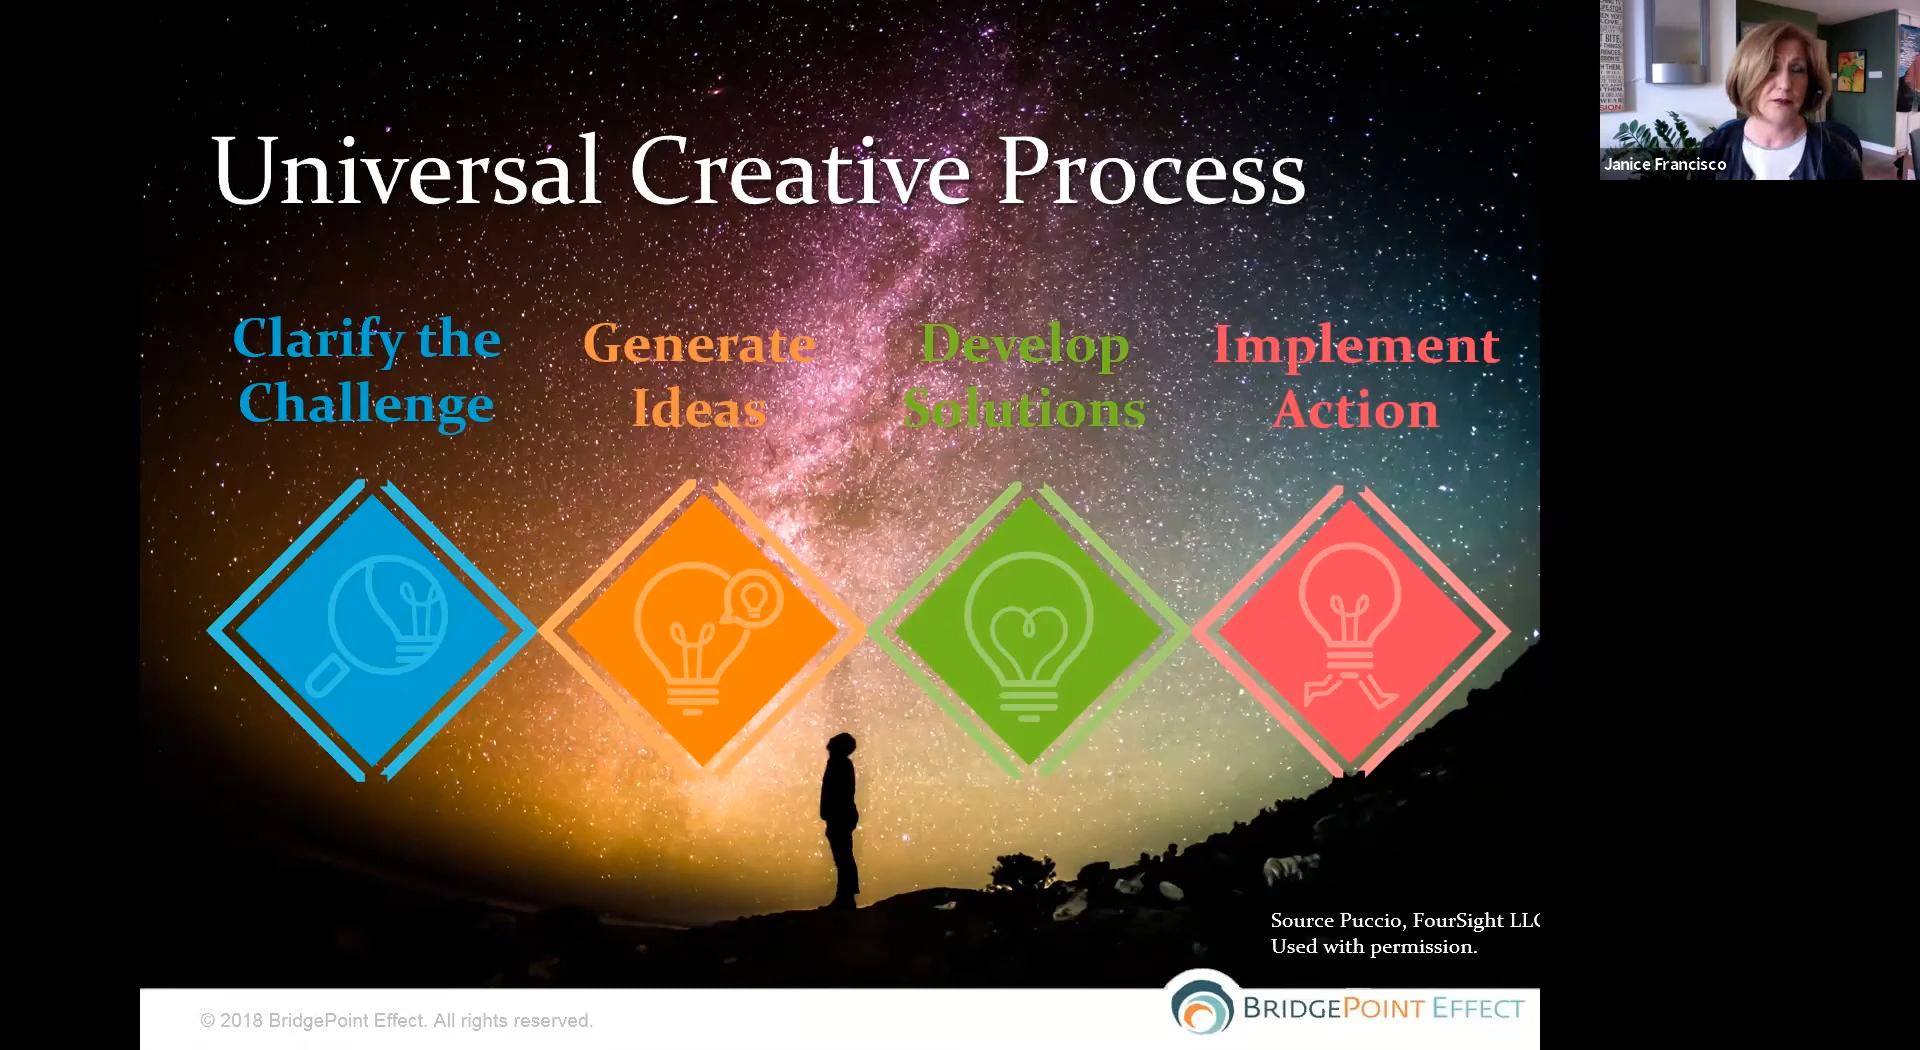 Universal Creative Process
Clarify the
Challenge
Generate
Ideas
Develop
Solutions
Implement
Action
Source Puccio, FourSight LLC
Used with permission.
© 2018 BridgePoint Effect. All rights reserved.
BRIDGEPOINT EFFECT
Janice Francisco